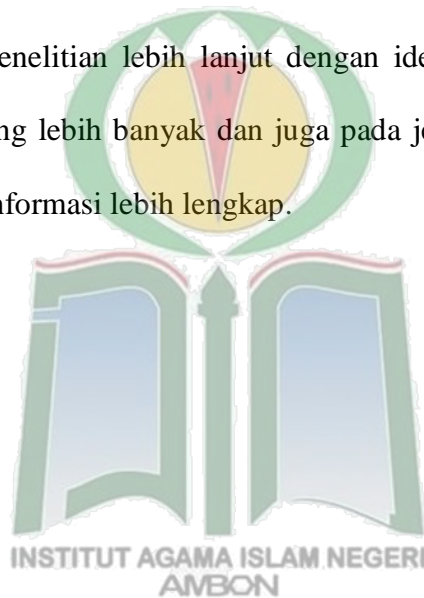 enelitian lebih lanjut dengan ide
ng lebih banyak dan juga pada je
nformasi lebih lengkap.
INSTITUT AGAMA ISLAM NEGERI
AMBON